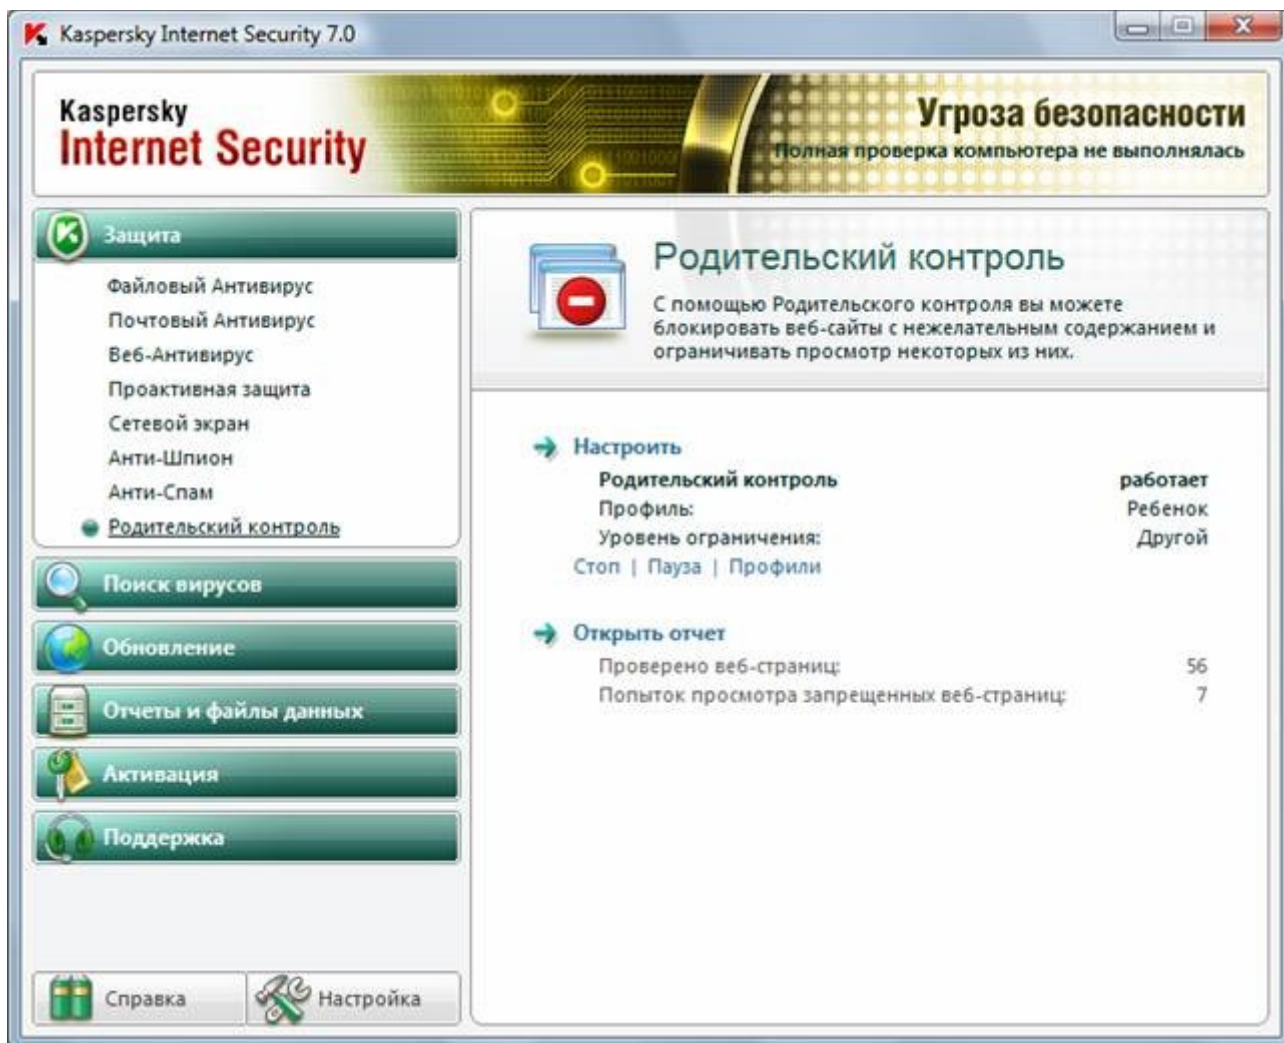 Kaspersky Internet Security 7.0
Kaspersky
Internet Security
Угроза безопасности
Полная проверка компьютера не выполнялась
Защита
Файловый Антивирус
Почтовый Антивирус
Веб-Антивирус
Проактивная защита
Сетевой экран
Анти-Шпион
Анти-Спам
Родительский контроль
Поиск вирусов
Обновление
Отчеты и файлы данных
Активация
Поддержка
Справка
Настройка
Родительский контроль
С помощью Родительского контроля вы можете
блокировать веб-сайты с нежелательным содержанием и
ограничивать просмотр некоторых из них.
Настроить
Родительский контроль работает
Профиль: Ребенок
Уровень ограничения: Другой
Стоп | Пауза | Профили
Открыть отчет
Проверено веб-страниц: 56
Попыток просмотра запрещенных веб-страниц: 7